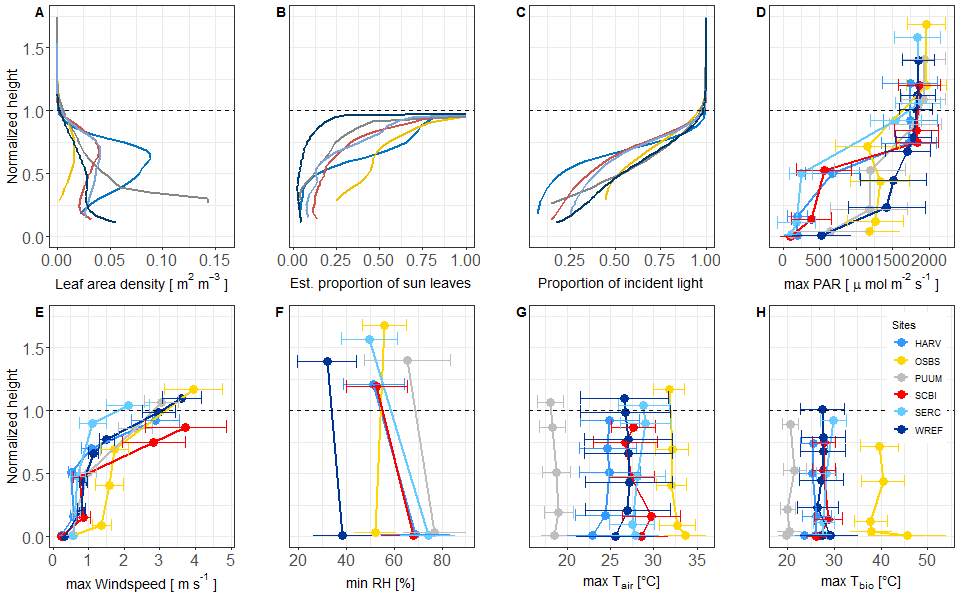 A B C D
Normalized height
1.5
1.0
0.5
0.0
0.00 0.05 0.10 0.15
Leaf area density [ m² m⁻³ ]
0.00 0.25 0.50 0.75 1.00
Est. proportion of sun leaves
0.25 0.50 0.75 1.00
Proportion of incident light
0 500 1000 1500 2000
max PAR [ μ mol m⁻² s⁻¹ ]
E F G H
Normalized height
1.5
1.0
0.5
0.0
0 1 2 3 4 5
max Windspeed [ m s⁻¹ ]
20 40 60 80
min RH [%]
20 25 30 35
max Tair [°C]
20 30 40 50
max Tbio [°C]
Sites
HARV
OSBS
PUUM
SCBI
SERC
WREF